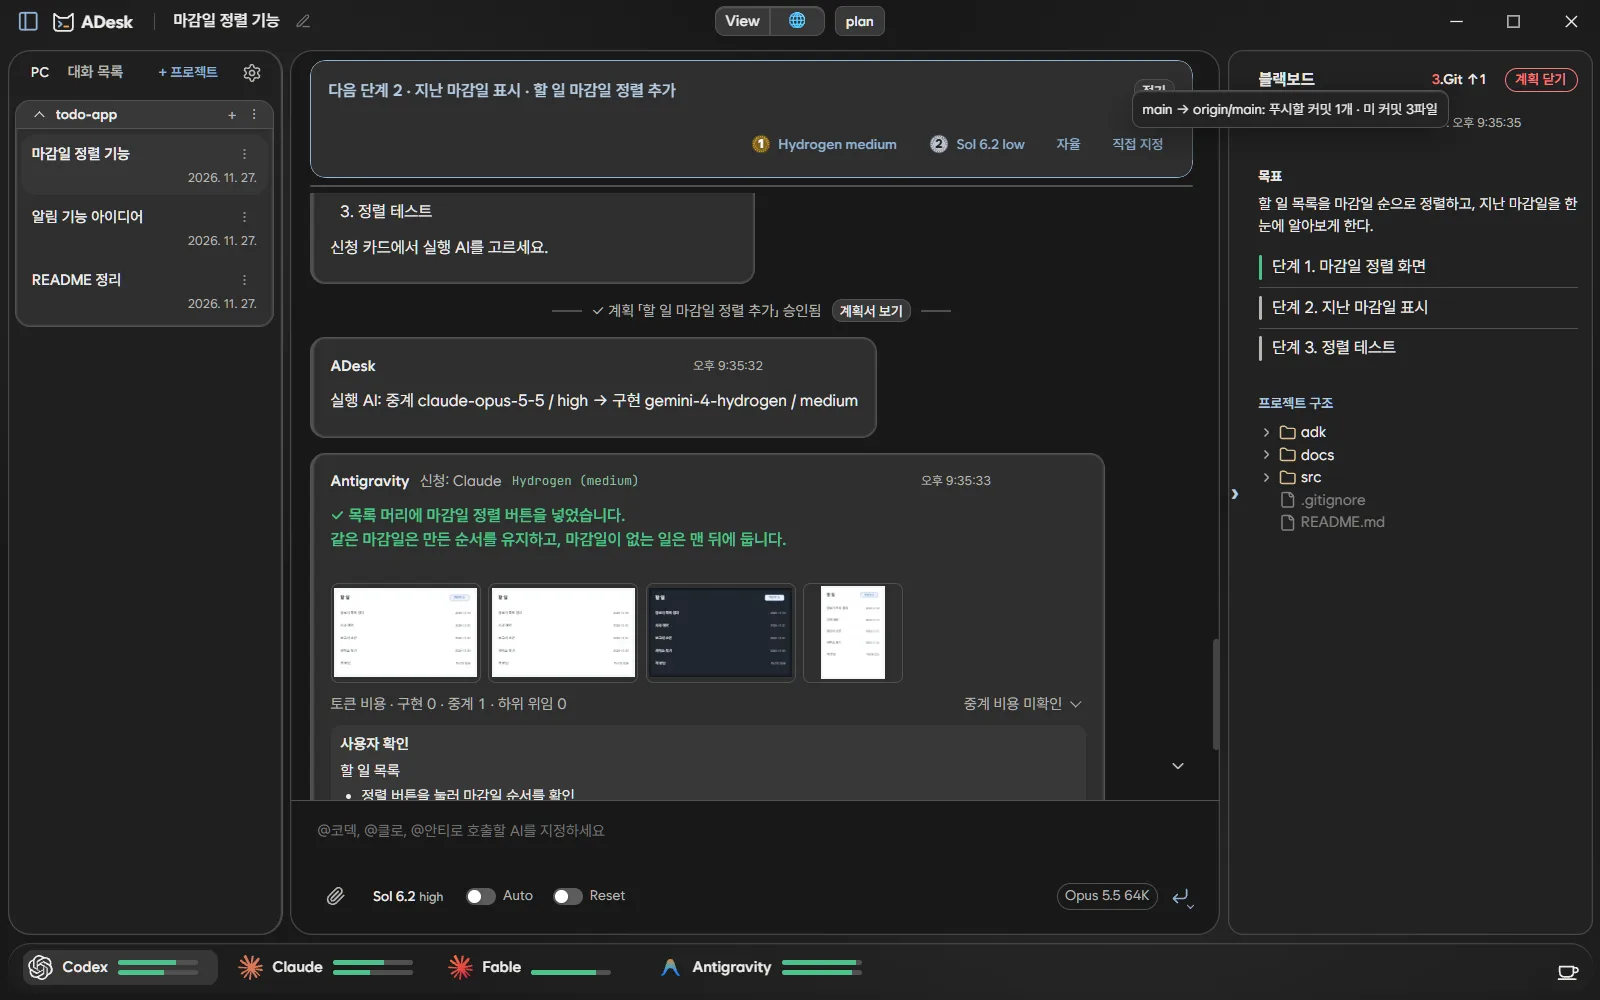 ADesk
마감일 정렬 기능
View
plan
PC
대화 목록
+ 프로젝트
todo-app
마감일 정렬 기능
2026. 11. 27.
알림 기능 아이디어
2026. 11. 27.
README 정리
2026. 11. 27.
다음 단계 2 · 지난 마감일 표시 · 할 일 마감일 정렬 추가
1 Hydrogen medium
2 Sol 6.2 low
자율
직접 지정
3. 정렬 테스트
신청 카드에서 실행 AI를 고르세요.
✓ 계획 「할 일 마감일 정렬 추가」 승인됨
계획서 보기
ADesk
오후 9:35:32
실행 AI: 중계 claude-opus-5-5 / high → 구현 gemini-4-hydrogen / medium
Antigravity 신청: Claude Hydrogen (medium)
오후 9:35:33
✓ 목록 머리에 마감일 정렬 버튼을 넣었습니다.
같은 마감일은 만든 순서를 유지하고, 마감일이 없는 일은 맨 뒤에 둡니다.
토큰 비용 · 구현 0 · 중계 1 · 하위 위임 0
중계 비용 미확인
사용자 확인
할 일 목록
• 정렬 버튼을 눌러 마감일 순서를 확인
@코덱, @클로, @안티로 호출할 AI를 지정하세요
Sol 6.2 high
Auto
Reset
Opus 5.5 64K
블랙보드
3.Git ↑1
계획 닫기
main → origin/main: 푸시할 커밋 1개 · 미 커밋 3파일
오후 9:35:35
목표
할 일 목록을 마감일 순으로 정렬하고, 지난 마감일을 한
눈에 알아보게 한다.
단계 1. 마감일 정렬 화면
단계 2. 지난 마감일 표시
단계 3. 정렬 테스트
프로젝트 구조
adk
docs
src
.gitignore
README.md
Codex
Claude
Fable
Antigravity